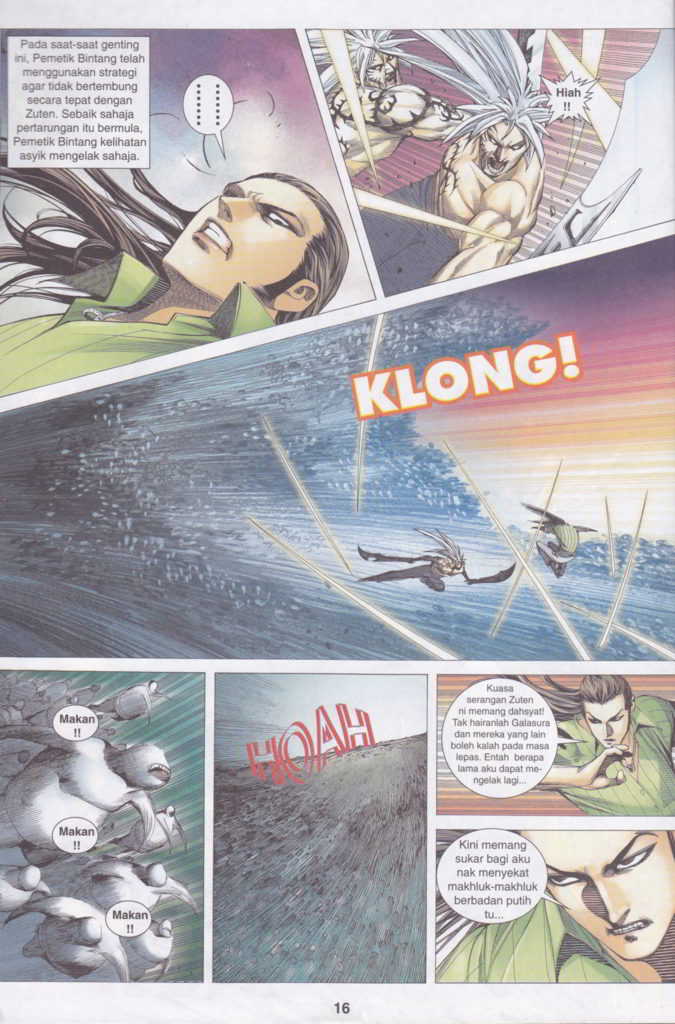 Pada saat-saat genting
ini, Pemetik Bintang telah
menggunakan strategi
agar tidak bertembung
secara tepat dengan
Zuten. Sebaik sahaja
pertarungan itu bermula,
Pemetik Bintang kelihatan
asyik mengelak sahaja.
Hiah
!!
KLONG!
Makan
!!
Makan
!!
Makan
!!
HOAH
Kuasa
serangan Zuten
ni memang dahsyat!
Tak hairanlah Galasura
dan mereka yang lain
boleh kalah pada masa
lepas. Entah berapa
lama aku dapat me-
ngelak lagi...
Kini memang
sukar bagi aku
nak menyekat
makhluk-makhluk
berbadan putih
tu...
16